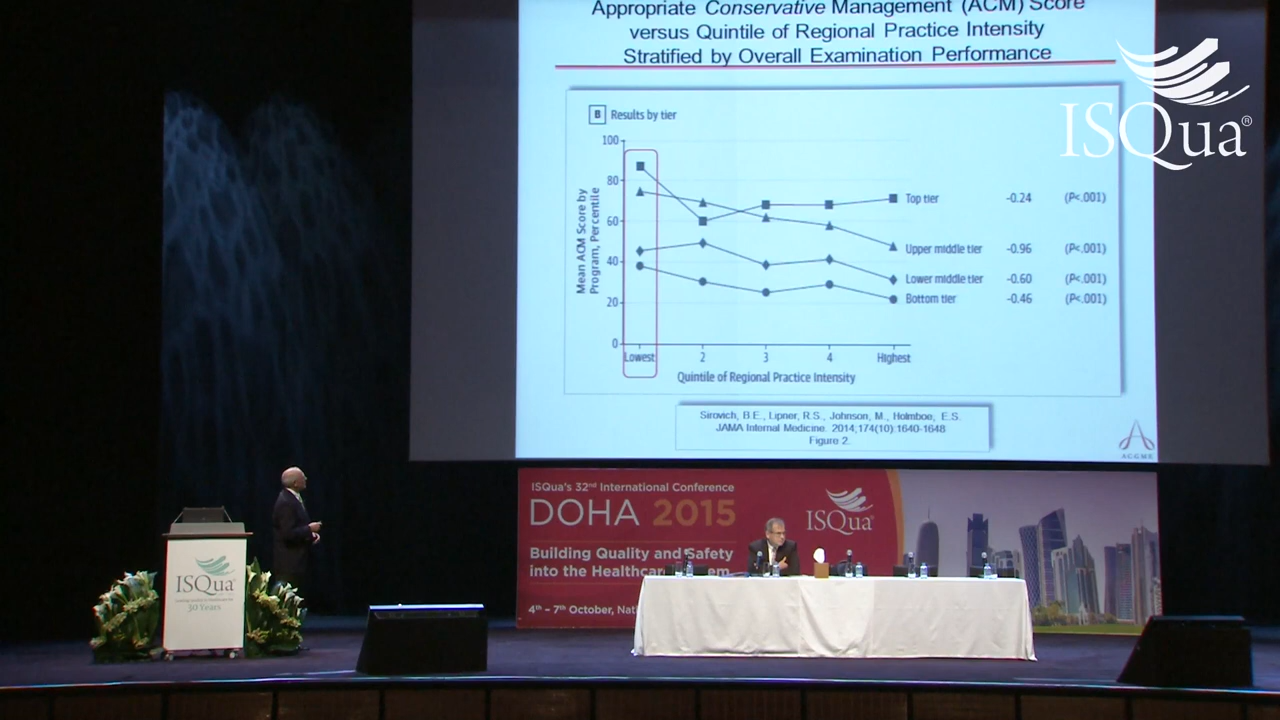 Appropriate Conservative Management (ACM) Score
versus Quintile of Regional Practice Intensity
Stratified by Overall Examination Performance
ISQua®
B Results by tier
100
80
60
40
20
0
Mean ACM Score by
Program, Percentile
Top tier -0.24 (P<.001)
Upper middle tier -0.96 (P<.001)
Lower middle tier -0.60 (P<.001)
Bottom tier -0.46 (P<.001)
Lowest 2 3 4 Highest
Quintile of Regional Practice Intensity
Sirovich, B.E., Lipner, R.S., Johnson, M., Holmboe, E.S.
JAMA Internal Medicine. 2014;174(10):1640-1648
Figure 2.
ACGME
ISQua's 32nd International Conference
DOHA 2015
ISQua
Building Quality and Safety
into the Healthcare
4th – 7th October,
ISQua
30 Years